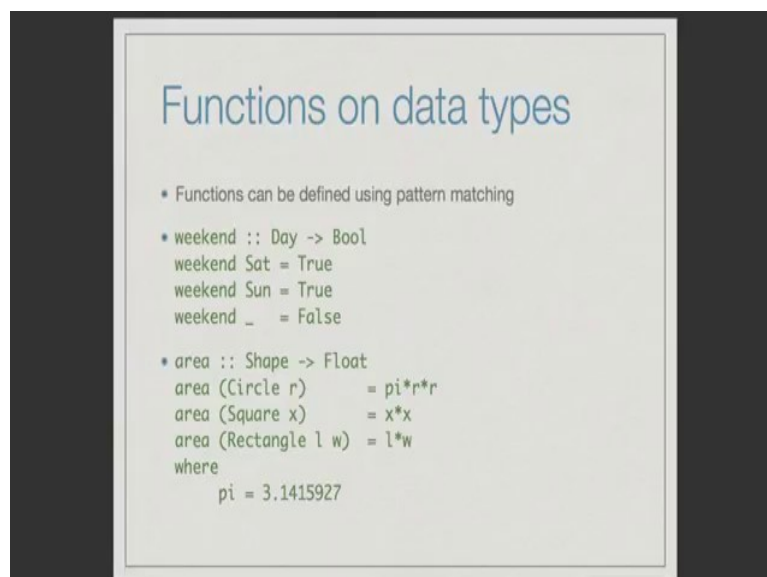 Functions on data types
• Functions can be defined using pattern matching
• weekend :: Day -> Bool
weekend Sat = True
weekend Sun = True
weekend _   = False
• area :: Shape -> Float
area (Circle r)      = pi*r*r
area (Square x)      = x*x
area (Rectangle l w) = l*w
where
     pi = 3.1415927